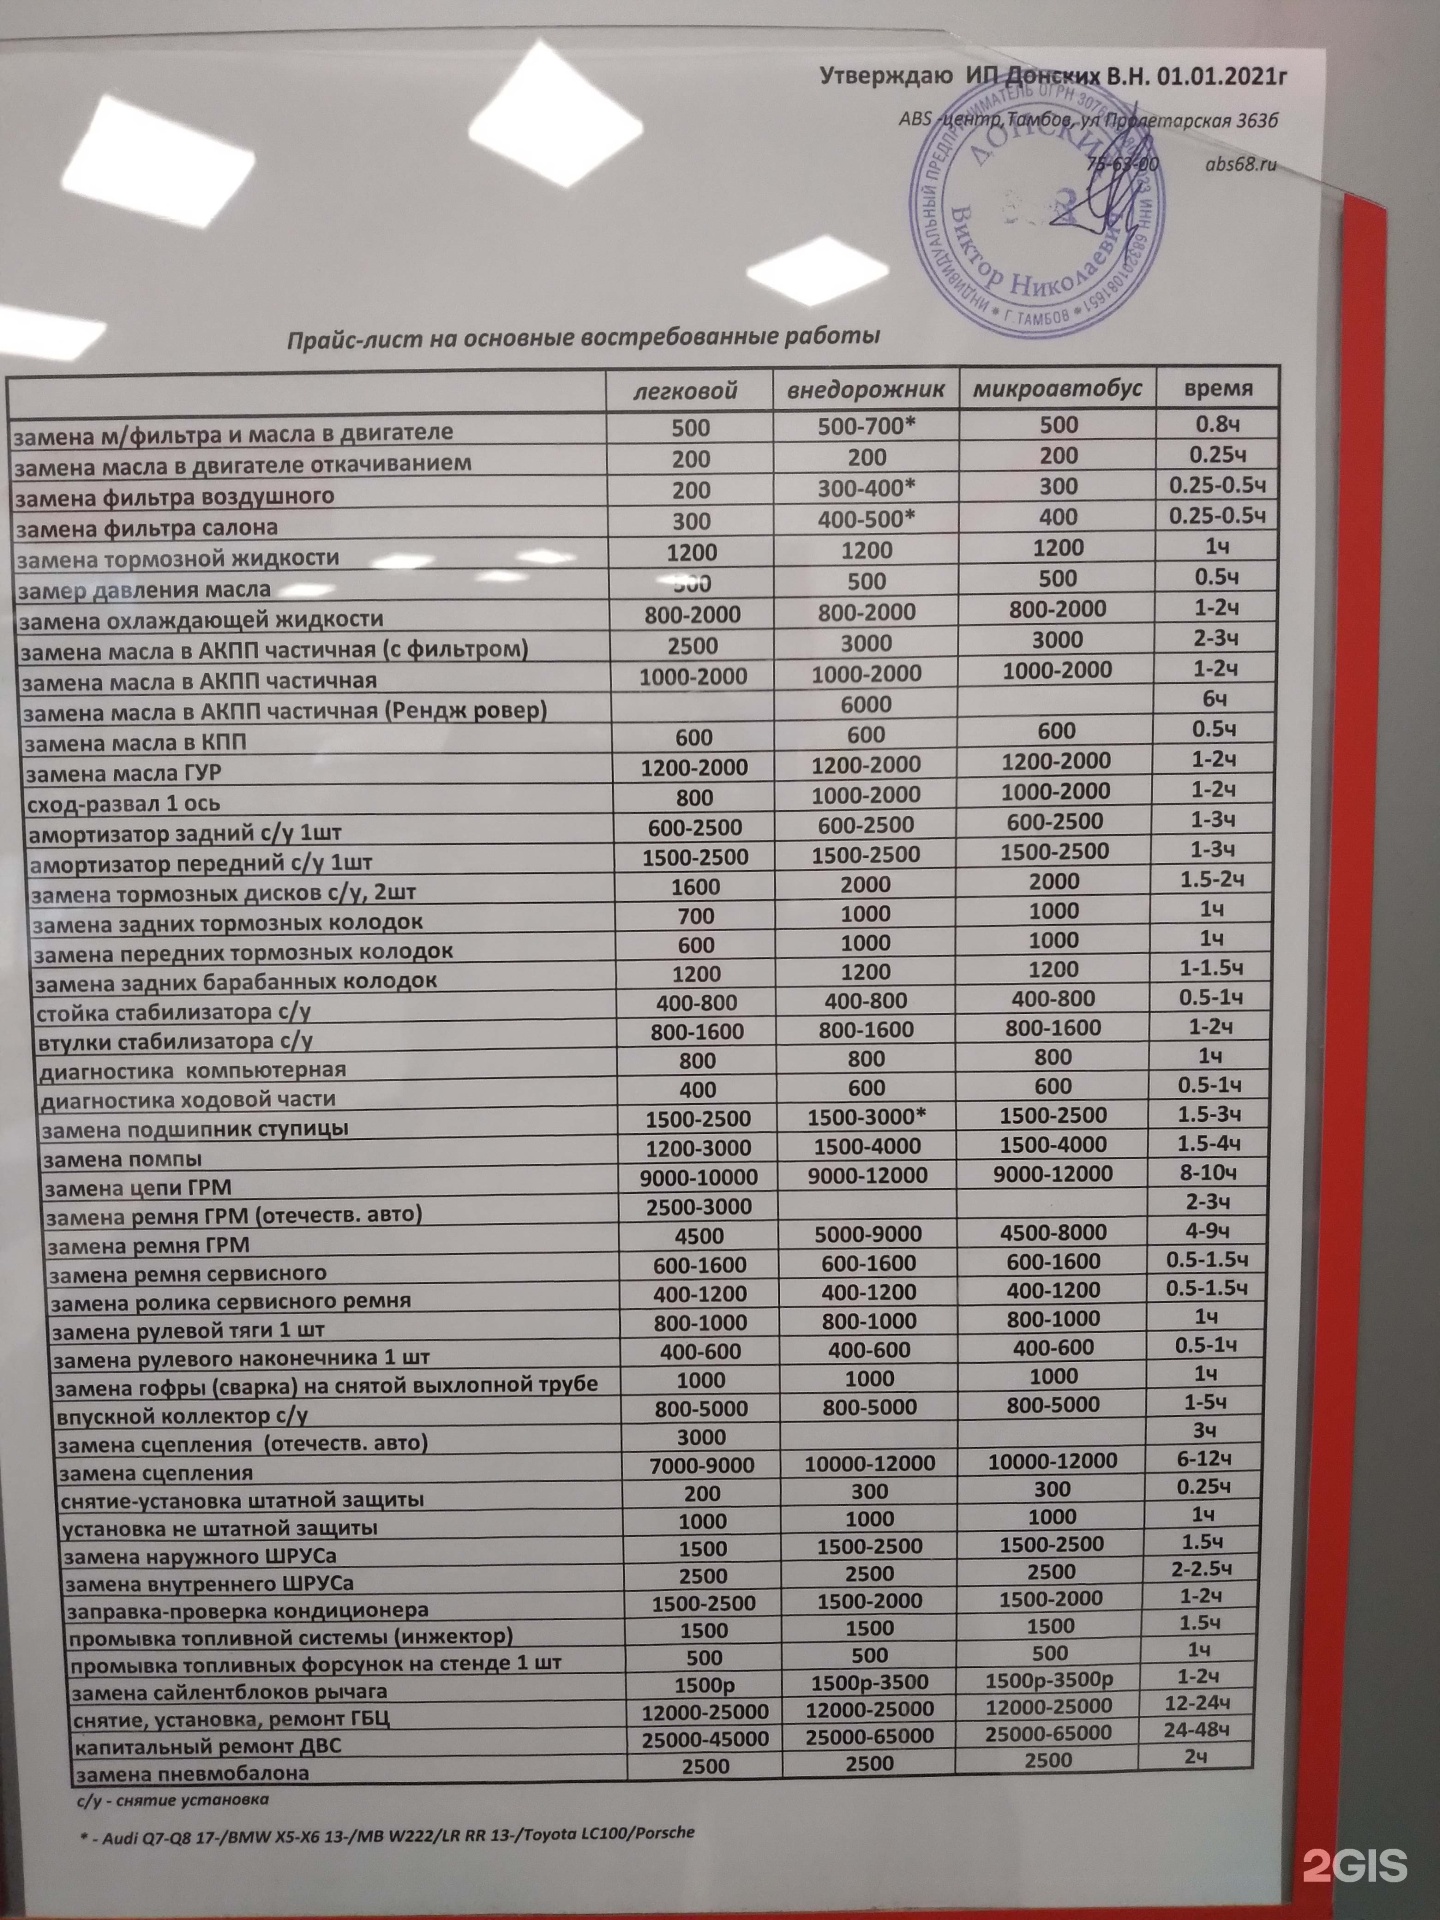 Утверждаю ИП Донских В.Н. 01.01.2021г
ABS -центр,Тамбов, ул Пролетарская 363б
75-63-00 abs68.ru
ИНДИВИДУАЛЬНЫЙ ПРЕДПРИНИМАТЕЛЬ ОГРН ИНН 683201081651
ДОНСКИХ
Виктор Николаевич
Г.ТАМБОВ
Прайс-лист на основные востребованные работы
легковой внедорожник микроавтобус время
замена м/фильтра и масла в двигателе 500 500-700* 500 0.8ч
замена масла в двигателе откачиванием 200 200 200 0.25ч
замена фильтра воздушного 200 300-400* 300 0.25-0.5ч
замена фильтра салона 300 400-500* 400 0.25-0.5ч
замена тормозной жидкости 1200 1200 1200 1ч
замер давления масла 500 500 500 0.5ч
замена охлаждающей жидкости 800-2000 800-2000 800-2000 1-2ч
замена масла в АКПП частичная (с фильтром) 2500 3000 3000 2-3ч
замена масла в АКПП частичная 1000-2000 1000-2000 1000-2000 1-2ч
замена масла в АКПП частичная (Рендж ровер) 6000 6ч
замена масла в КПП 600 600 600 0.5ч
замена масла ГУР 1200-2000 1200-2000 1200-2000 1-2ч
сход-развал 1 ось 800 1000-2000 1000-2000 1-2ч
амортизатор задний с/у 1шт 600-2500 600-2500 600-2500 1-3ч
амортизатор передний с/у 1шт 1500-2500 1500-2500 1500-2500 1-3ч
замена тормозных дисков с/у, 2шт 1600 2000 2000 1.5-2ч
замена задних тормозных колодок 700 1000 1000 1ч
замена передних тормозных колодок 600 1000 1000 1ч
замена задних барабанных колодок 1200 1200 1200 1-1.5ч
стойка стабилизатора с/у 400-800 400-800 400-800 0.5-1ч
втулки стабилизатора с/у 800-1600 800-1600 800-1600 1-2ч
диагностика компьютерная 800 800 800 1ч
диагностика ходовой части 400 600 600 0.5-1ч
замена подшипник ступицы 1500-2500 1500-3000* 1500-2500 1.5-3ч
замена помпы 1200-3000 1500-4000 1500-4000 1.5-4ч
замена цепи ГРМ 9000-10000 9000-12000 9000-12000 8-10ч
замена ремня ГРМ (отечеств. авто) 2500-3000 2-3ч
замена ремня ГРМ 4500 5000-9000 4500-8000 4-9ч
замена ремня сервисного 600-1600 600-1600 600-1600 0.5-1.5ч
замена ролика сервисного ремня 400-1200 400-1200 400-1200 0.5-1.5ч
замена рулевой тяги 1 шт 800-1000 800-1000 800-1000 1ч
замена рулевого наконечника 1 шт 400-600 400-600 400-600 0.5-1ч
замена гофры (сварка) на снятой выхлопной трубе 1000 1000 1000 1ч
впускной коллектор с/у 800-5000 800-5000 800-5000 1-5ч
замена сцепления (отечеств. авто) 3000 3ч
замена сцепления 7000-9000 10000-12000 10000-12000 6-12ч
снятие-установка штатной защиты 200 300 300 0.25ч
установка не штатной защиты 1000 1000 1000 1ч
замена наружного ШРУСа 1500 1500-2500 1500-2500 1.5ч
замена внутреннего ШРУСа 2500 2500 2500 2-2.5ч
заправка-проверка кондиционера 1500-2500 1500-2000 1500-2000 1-2ч
промывка топливной системы (инжектор) 1500 1500 1500 1.5ч
промывка топливных форсунок на стенде 1 шт 500 500 500 1ч
замена сайлентблоков рычага 1500р 1500р-3500 1500р-3500р 1-2ч
снятие, установка, ремонт ГБЦ 12000-25000 12000-25000 12000-25000 12-24ч
капитальный ремонт ДВС 25000-45000 25000-65000 25000-65000 24-48ч
замена пневмобалона 2500 2500 2500 2ч
с/у - снятие установка
* - Audi Q7-Q8 17-/BMW X5-X6 13-/MB W222/LR RR 13-/Toyota LC100/Porsche
2GIS